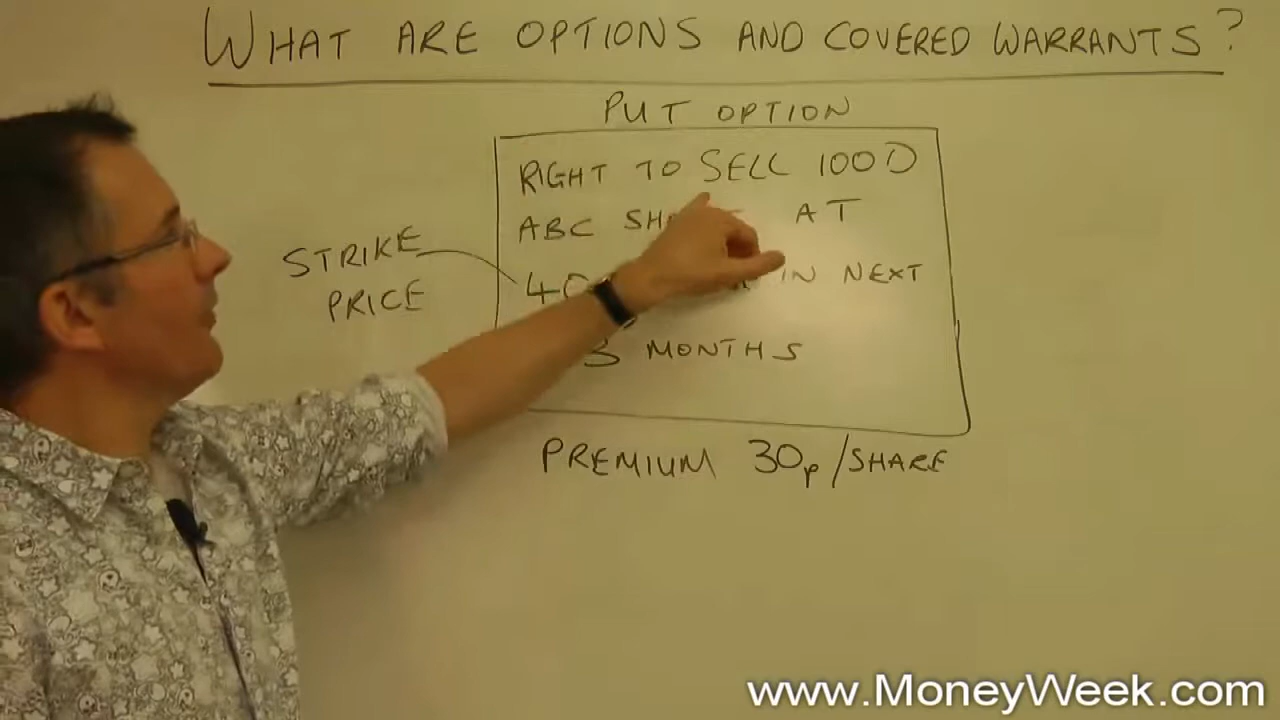 WHAT ARE OPTIONS AND COVERED WARRANTS?
PUT OPTION
RIGHT TO SELL 1000
ABC AT
STRIKE
PRICE
IN NEXT
3 MONTHS
PREMIUM 30p/SHARE
www.MoneyWeek.com